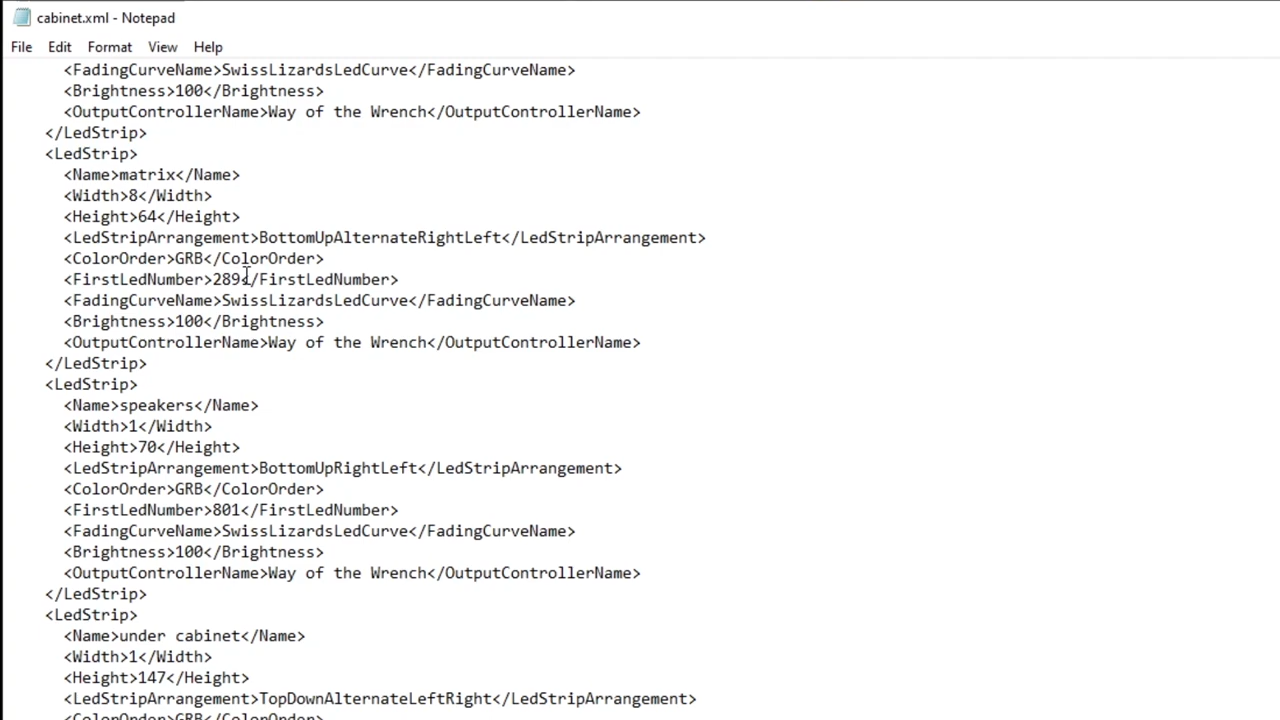 cabinet.xml - Notepad
File Edit Format View Help
<FadingCurveName>SwissLizardsLedCurve</FadingCurveName>
<Brightness>100</Brightness>
<OutputControllerName>Way of the Wrench</OutputControllerName>
</LedStrip>
<LedStrip>
<Name>matrix</Name>
<Width>8</Width>
<Height>64</Height>
<LedStripArrangement>BottomUpAlternateRightLeft</LedStripArrangement>
<ColorOrder>GRB</ColorOrder>
<FirstLedNumber>289</FirstLedNumber>
<FadingCurveName>SwissLizardsLedCurve</FadingCurveName>
<Brightness>100</Brightness>
<OutputControllerName>Way of the Wrench</OutputControllerName>
</LedStrip>
<LedStrip>
<Name>speakers</Name>
<Width>1</Width>
<Height>70</Height>
<LedStripArrangement>BottomUpRightLeft</LedStripArrangement>
<ColorOrder>GRB</ColorOrder>
<FirstLedNumber>801</FirstLedNumber>
<FadingCurveName>SwissLizardsLedCurve</FadingCurveName>
<Brightness>100</Brightness>
<OutputControllerName>Way of the Wrench</OutputControllerName>
</LedStrip>
<LedStrip>
<Name>under cabinet</Name>
<Width>1</Width>
<Height>147</Height>
<LedStripArrangement>TopDownAlternateLeftRight</LedStripArrangement>
<ColorOrder>GRB</ColorOrder>